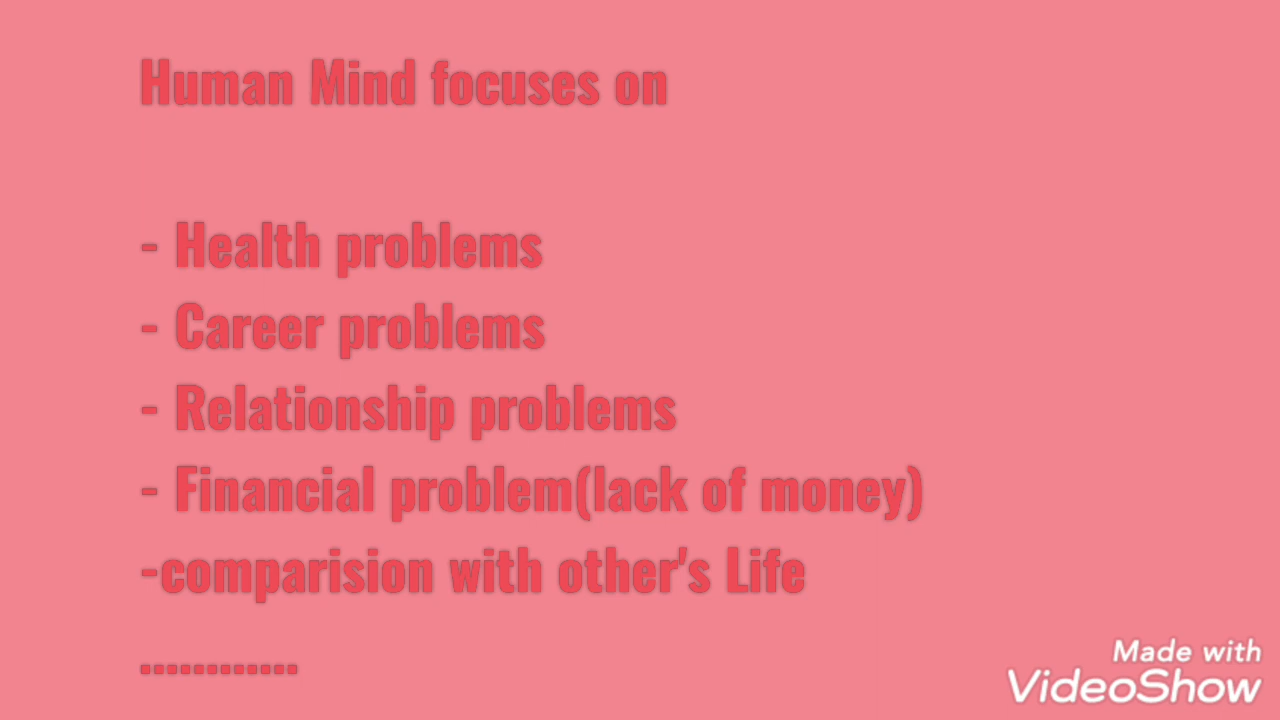 Human Mind focuses on
- Health problems
- Career problems
- Relationship problems
- Financial problem(lack of money)
-comparision with other's Life
............
Made with
VideoShow